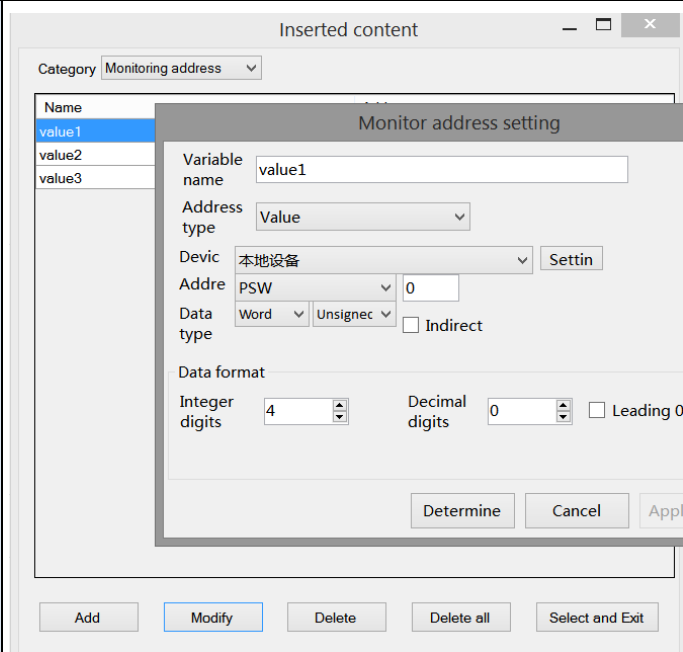 Inserted content
Category Monitoring address
Name
Monitor address setting
value1
value2
value3
Variable name value1
Address type Value
Devic 本地设备 Settin
Addre PSW 0
Data type Word Unsignec Indirect
Data format
Integer digits 4 Decimal digits 0 Leading 0
Determine Cancel Appl
Add Modify Delete Delete all Select and Exit